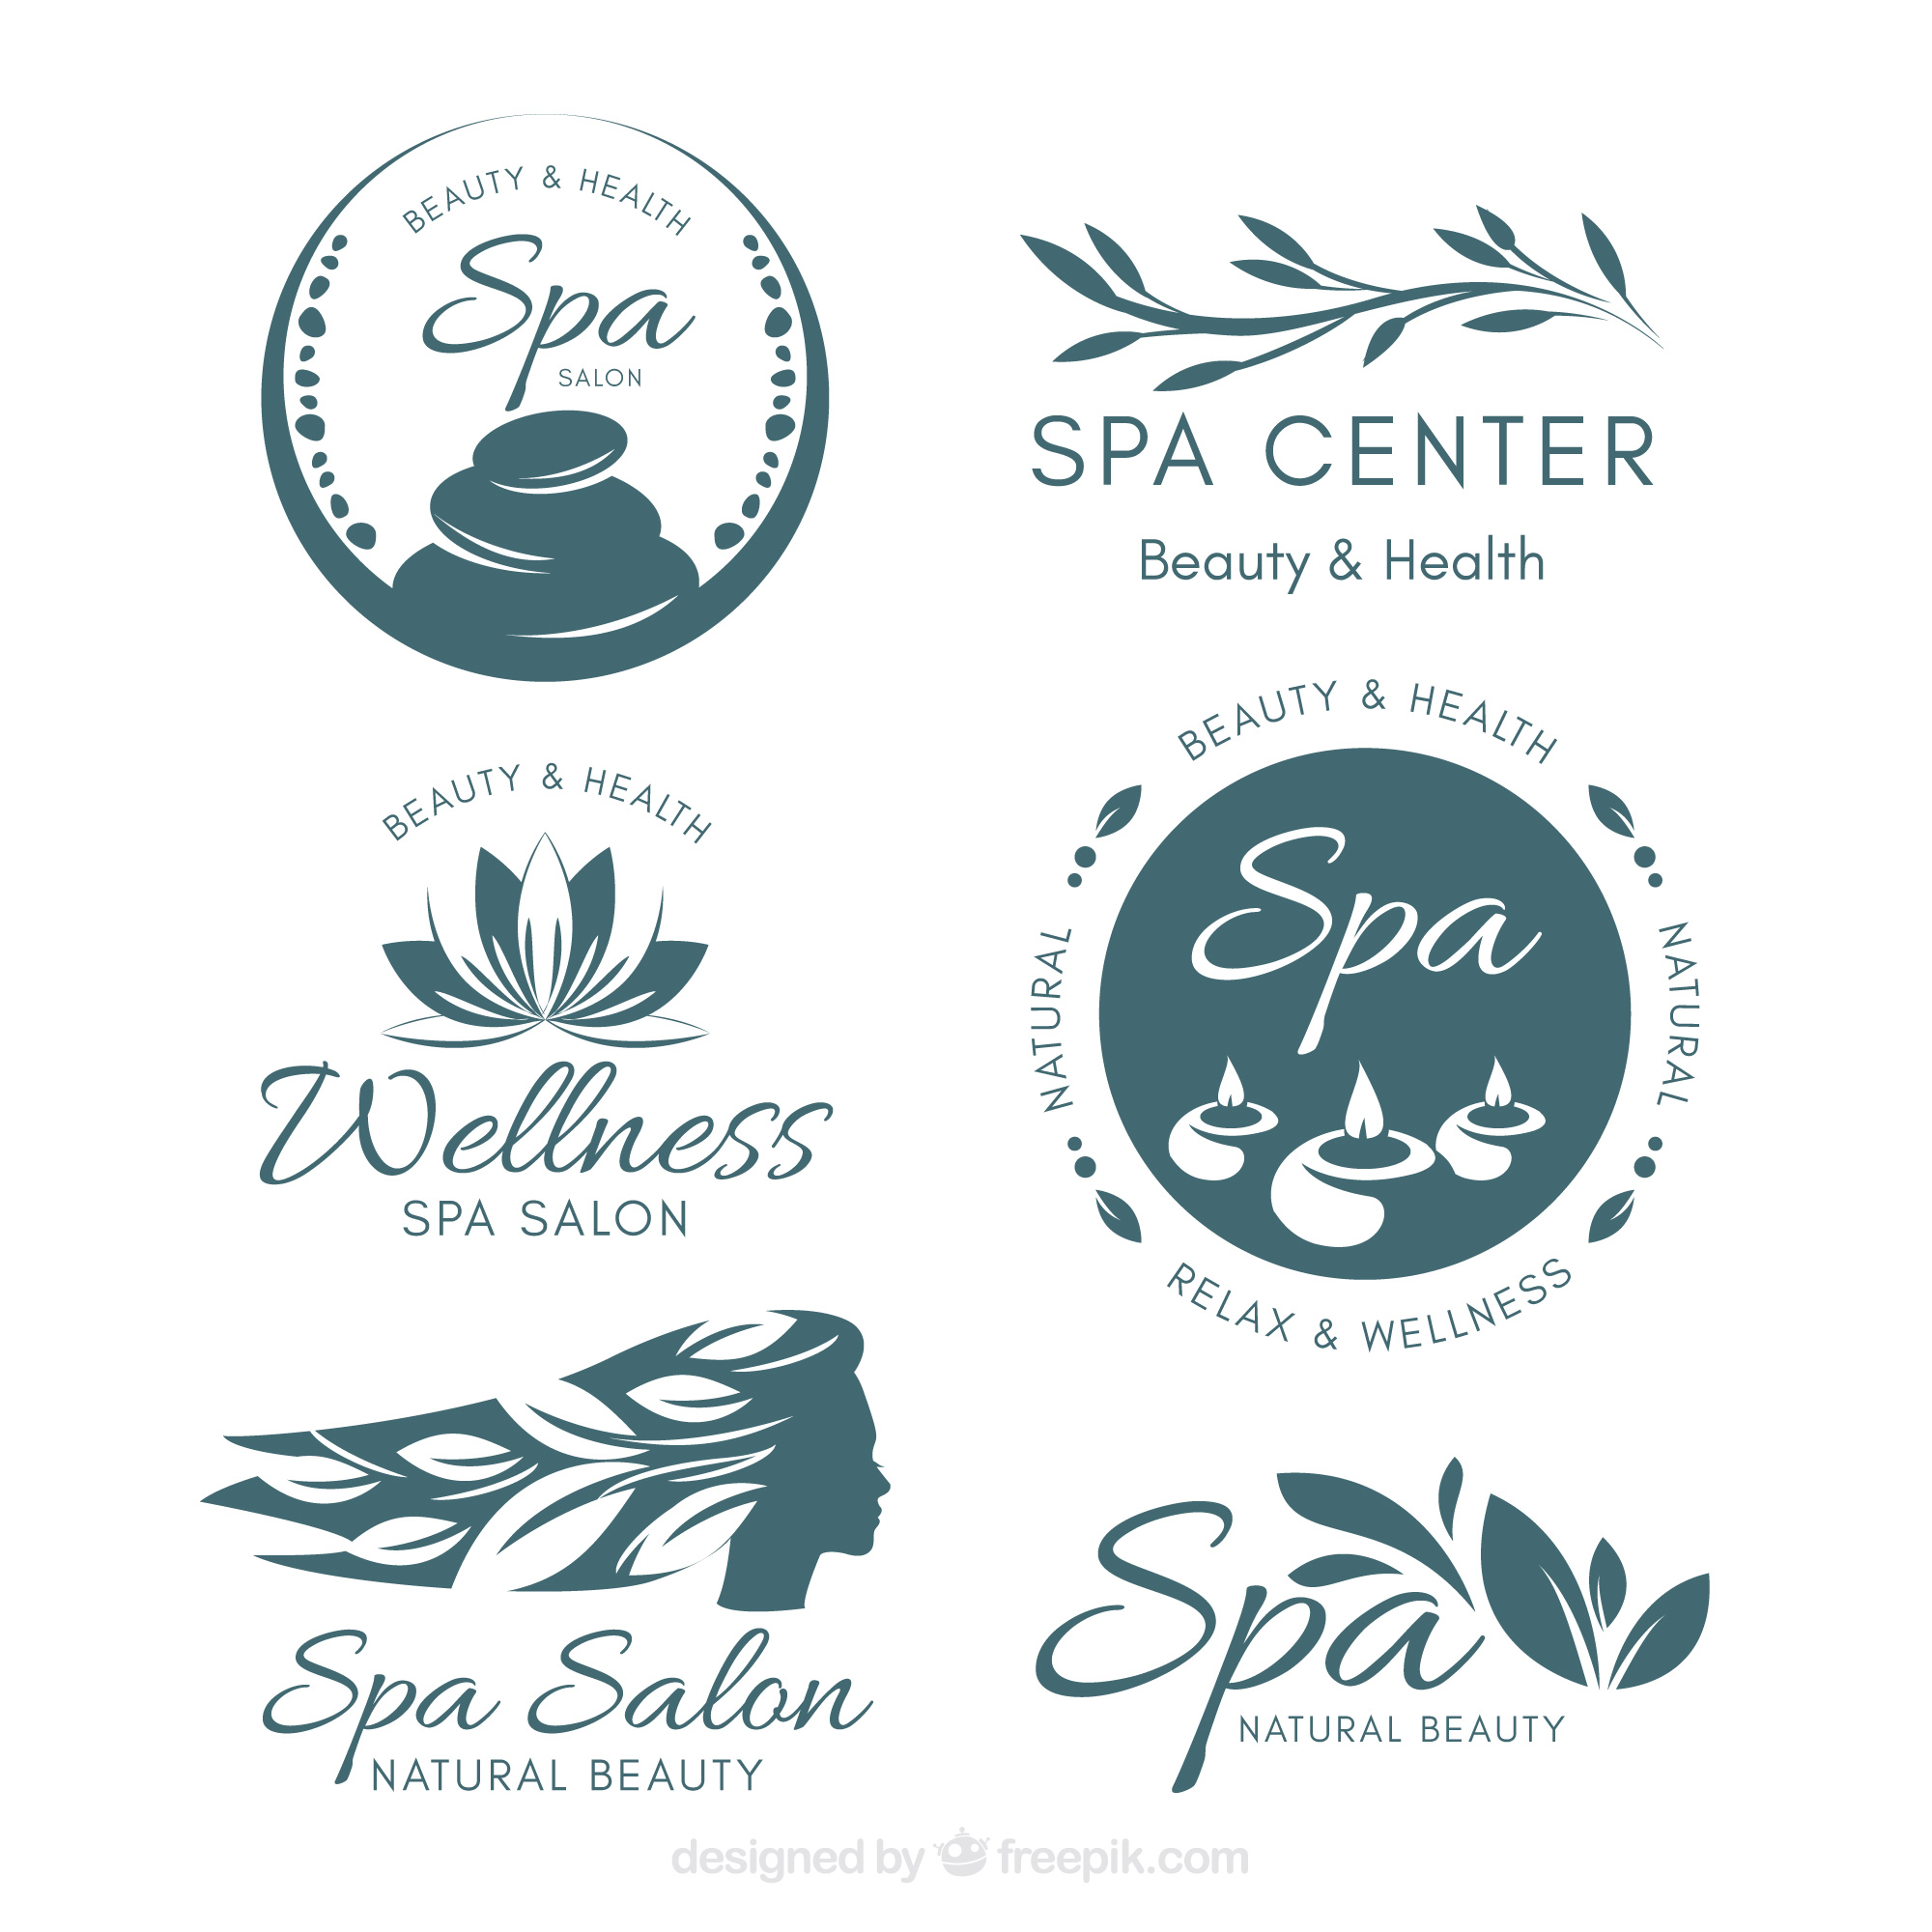 BEAUTY & HEALTH
Spa
SALON
SPA CENTER
Beauty & Health
BEAUTY & HEALTH
Wellness
SPA SALON
BEAUTY & HEALTH
NATURAL
Spa
NATURAL
RELAX & WELLNESS
Spa Salon
NATURAL BEAUTY
Spa
NATURAL BEAUTY
designed by freepik.com